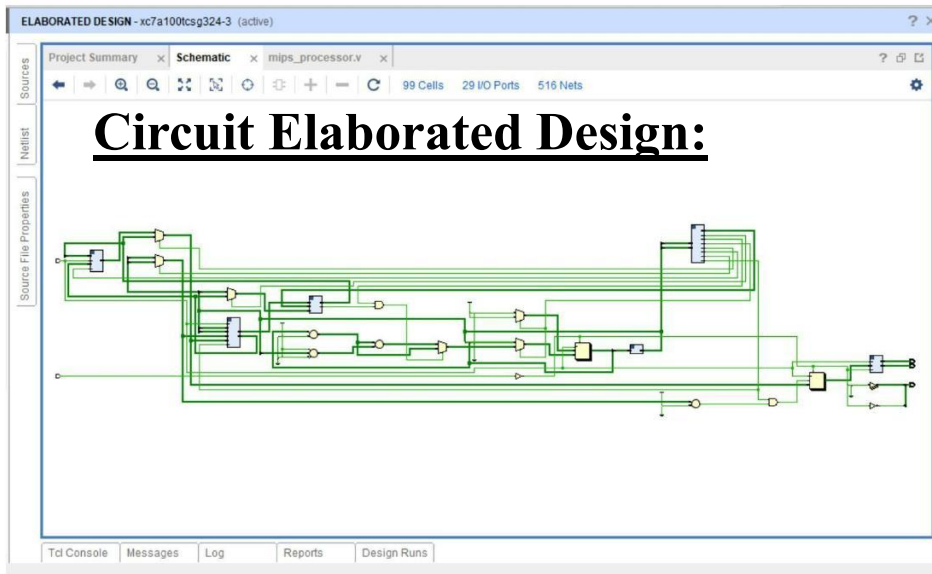 ELABORATED DESIGN - xc7a100tcsg324-3 (active)
Sources
Netlist
Source File Properties
Project Summary Schematic mips_processor.v
99 Cells 29 I/O Ports 516 Nets
Circuit Elaborated Design:
Tcl Console Messages Log Reports Design Runs